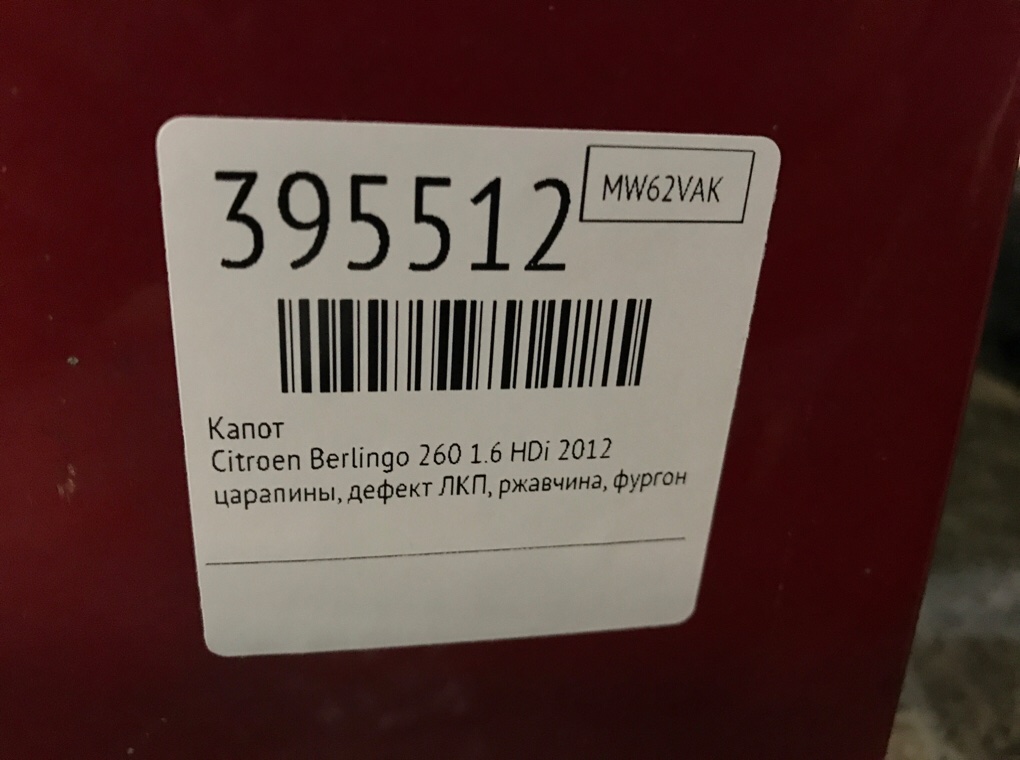 395512
MW62VAK
Капот
Citroen Berlingo 260 1.6 HDi 2012
царапины, дефект ЛКП, ржавчина, фургон